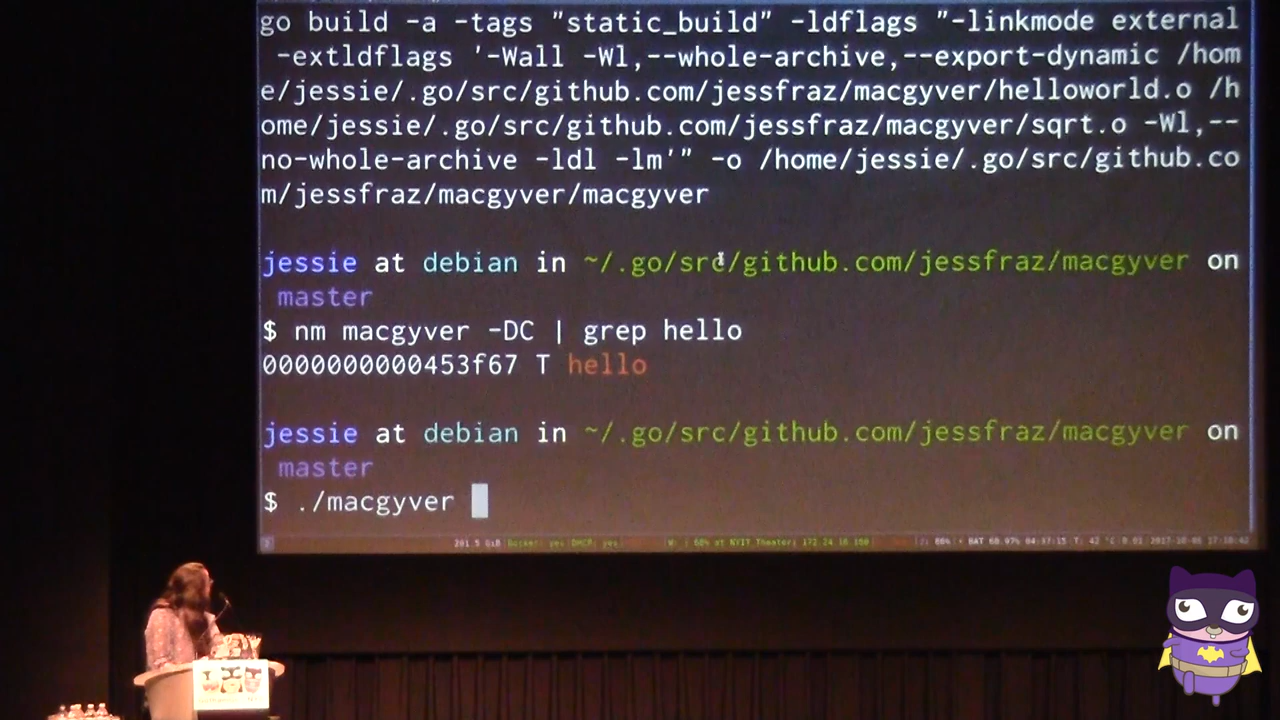 go build -a -tags "static_build" -ldflags "-linkmode external
-extldflags '-Wall -Wl,--whole-archive,--export-dynamic /hom
e/jessie/.go/src/github.com/jessfraz/macgyver/helloworld.o /h
ome/jessie/.go/src/github.com/jessfraz/macgyver/sqrt.o -Wl,--
no-whole-archive -ldl -lm'" -o /home/jessie/.go/src/github.co
m/jessfraz/macgyver/macgyver
jessie at debian in ~/.go/src/github.com/jessfraz/macgyver on
master
$ nm macgyver -DC | grep hello
0000000000453f67 T hello
jessie at debian in ~/.go/src/github.com/jessfraz/macgyver on
master
$ ./macgyver